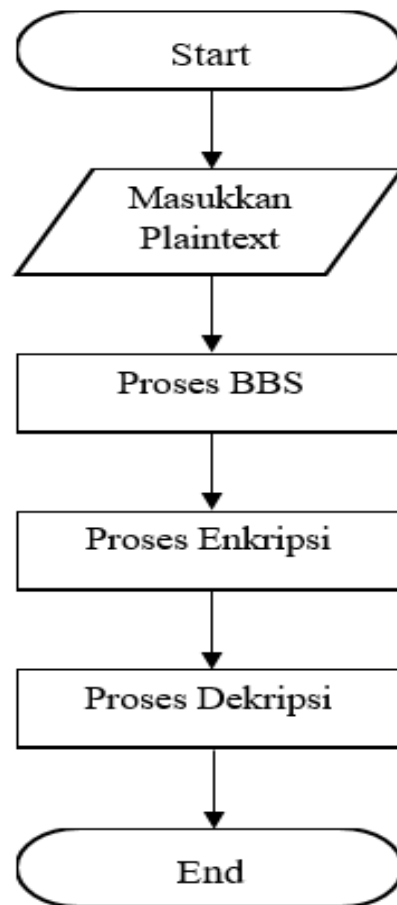 Start
Masukkan
Plaintext
Proses BBS
Proses Enkripsi
Proses Dekripsi
End